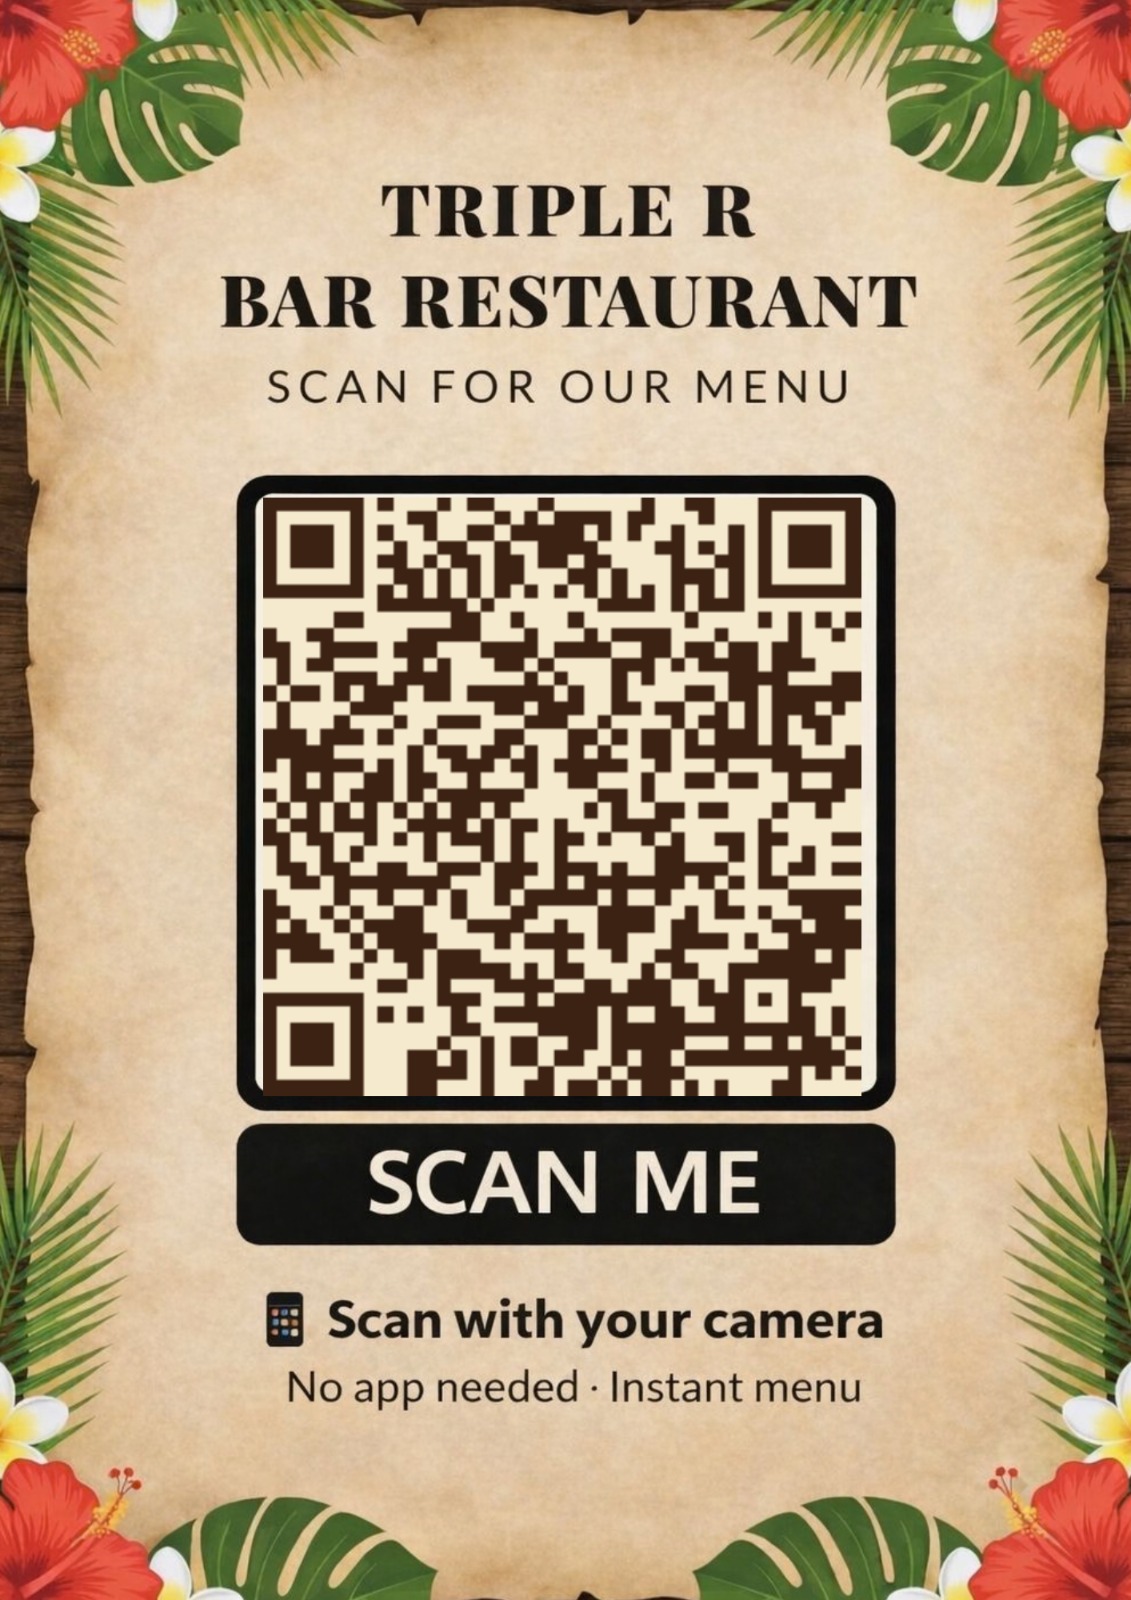 TRIPLE R
BAR RESTAURANT
SCAN FOR OUR MENU
SCAN ME
Scan with your camera
No app needed · Instant menu